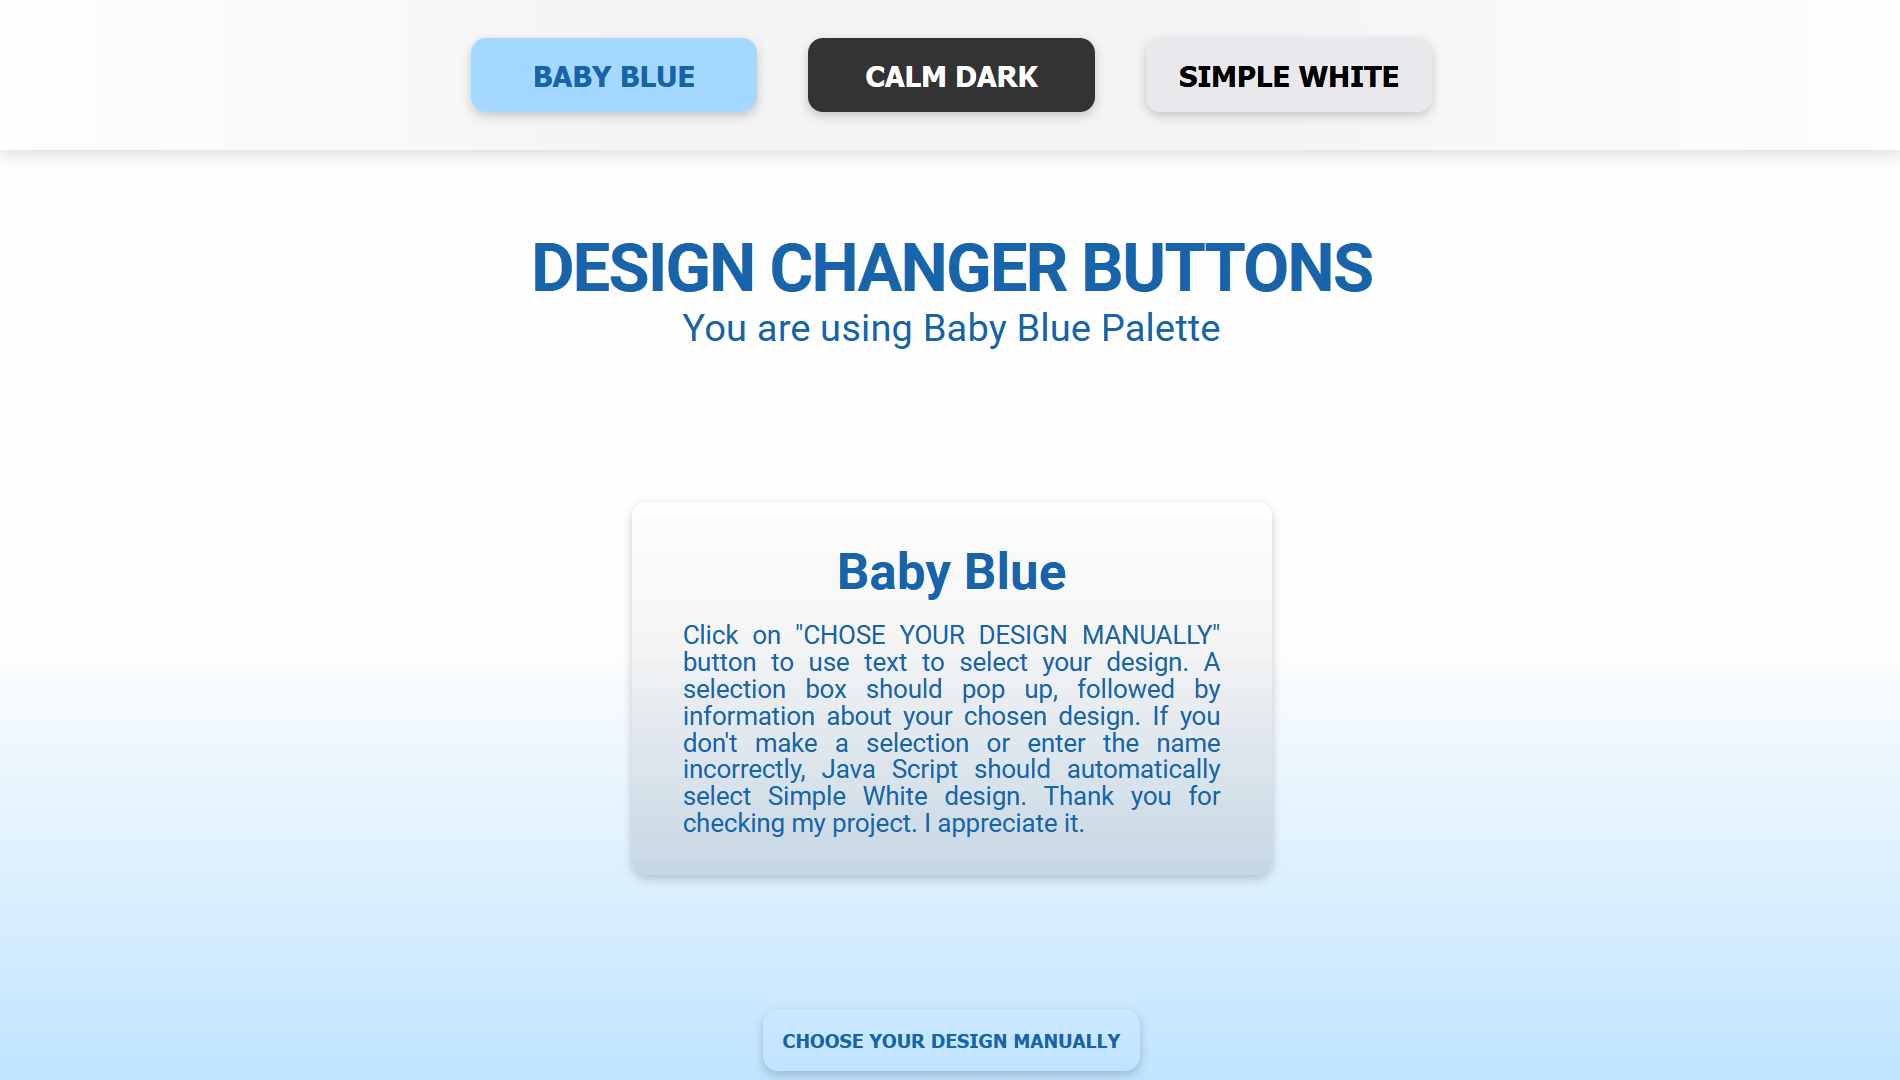 BABY BLUE
CALM DARK
SIMPLE WHITE
DESIGN CHANGER BUTTONS
You are using Baby Blue Palette
Baby Blue
Click on "CHOSE YOUR DESIGN MANUALLY"
button to use text to select your design. A
selection box should pop up, followed by
information about your chosen design. If you
don't make a selection or enter the name
incorrectly, Java Script should automatically
select Simple White design. Thank you for
checking my project. I appreciate it.
CHOOSE YOUR DESIGN MANUALLY